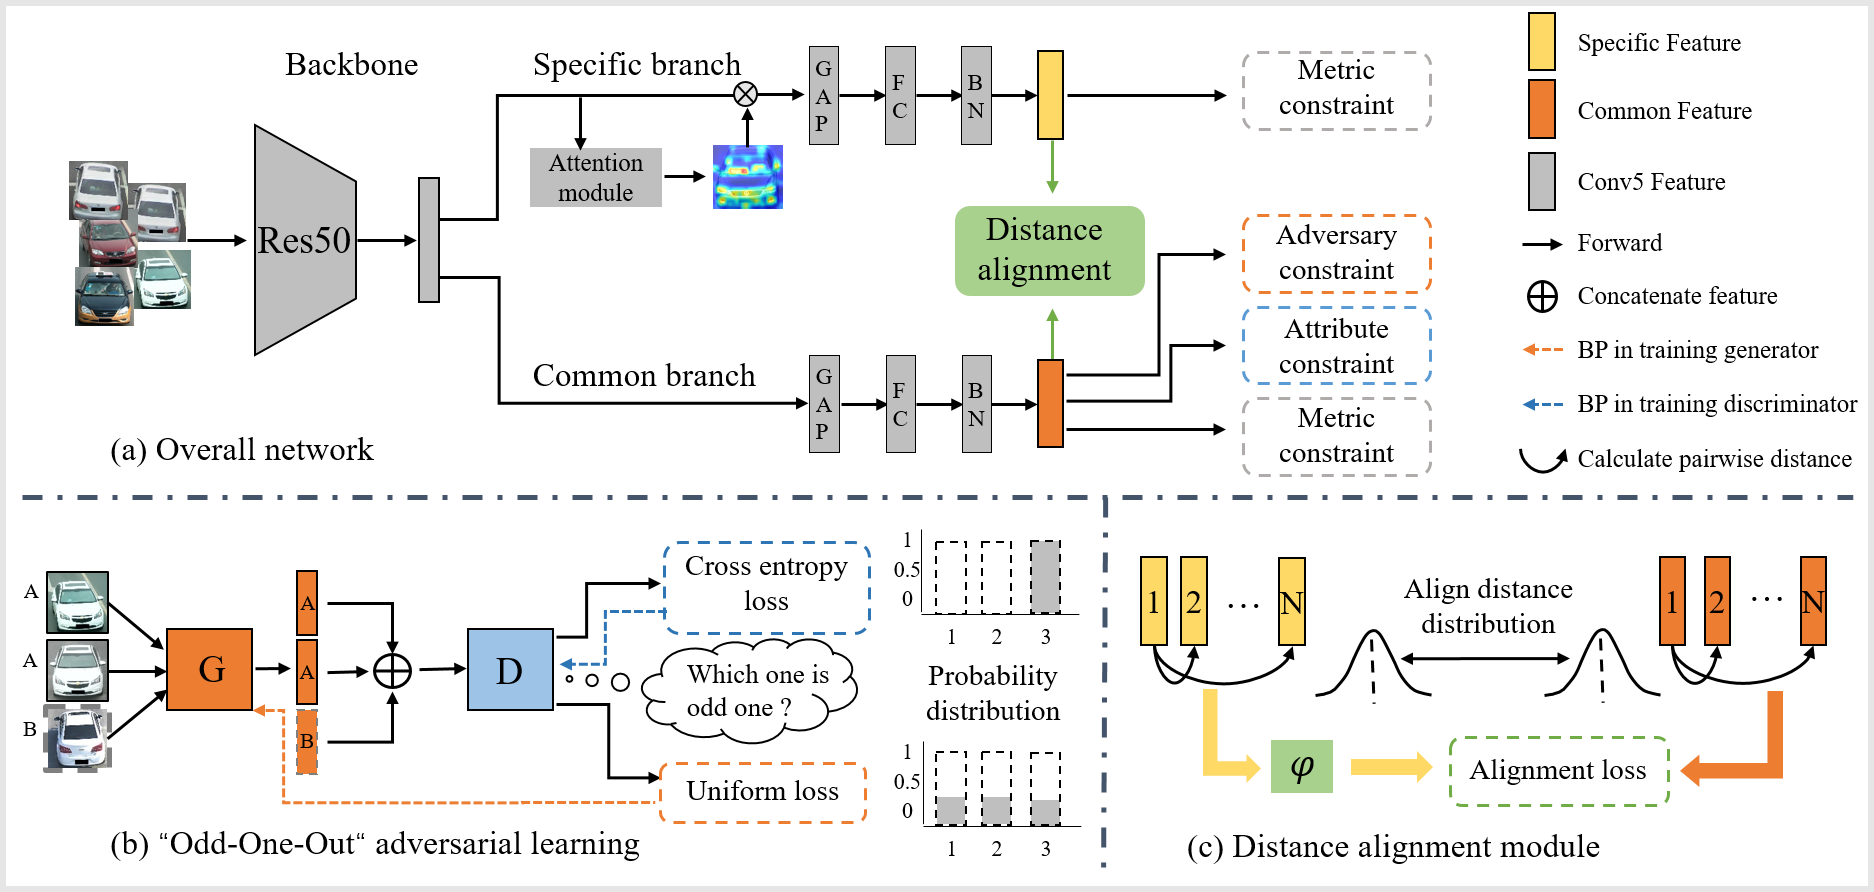 Backbone
Specific branch
G
A
P
F
C
B
N
Metric
constraint
Attention
module
Res50
Distance
alignment
Adversary
constraint
Attribute
constraint
Common branch
G
A
P
F
C
B
N
Metric
constraint
(a) Overall network
Specific Feature
Common Feature
Conv5 Feature
Forward
Concatenate feature
BP in training generator
BP in training discriminator
Calculate pairwise distance
A
A
B
G
A
A
B
D
Cross entropy
loss
Which one is
odd one ?
Uniform loss
1
0.5
0
1 2 3
Probability
distribution
1
0.5
0
1 2 3
(b) “Odd-One-Out“ adversarial learning
1 2 ... N
Align distance
distribution
1 2 ... N
φ
Alignment loss
(c) Distance alignment module